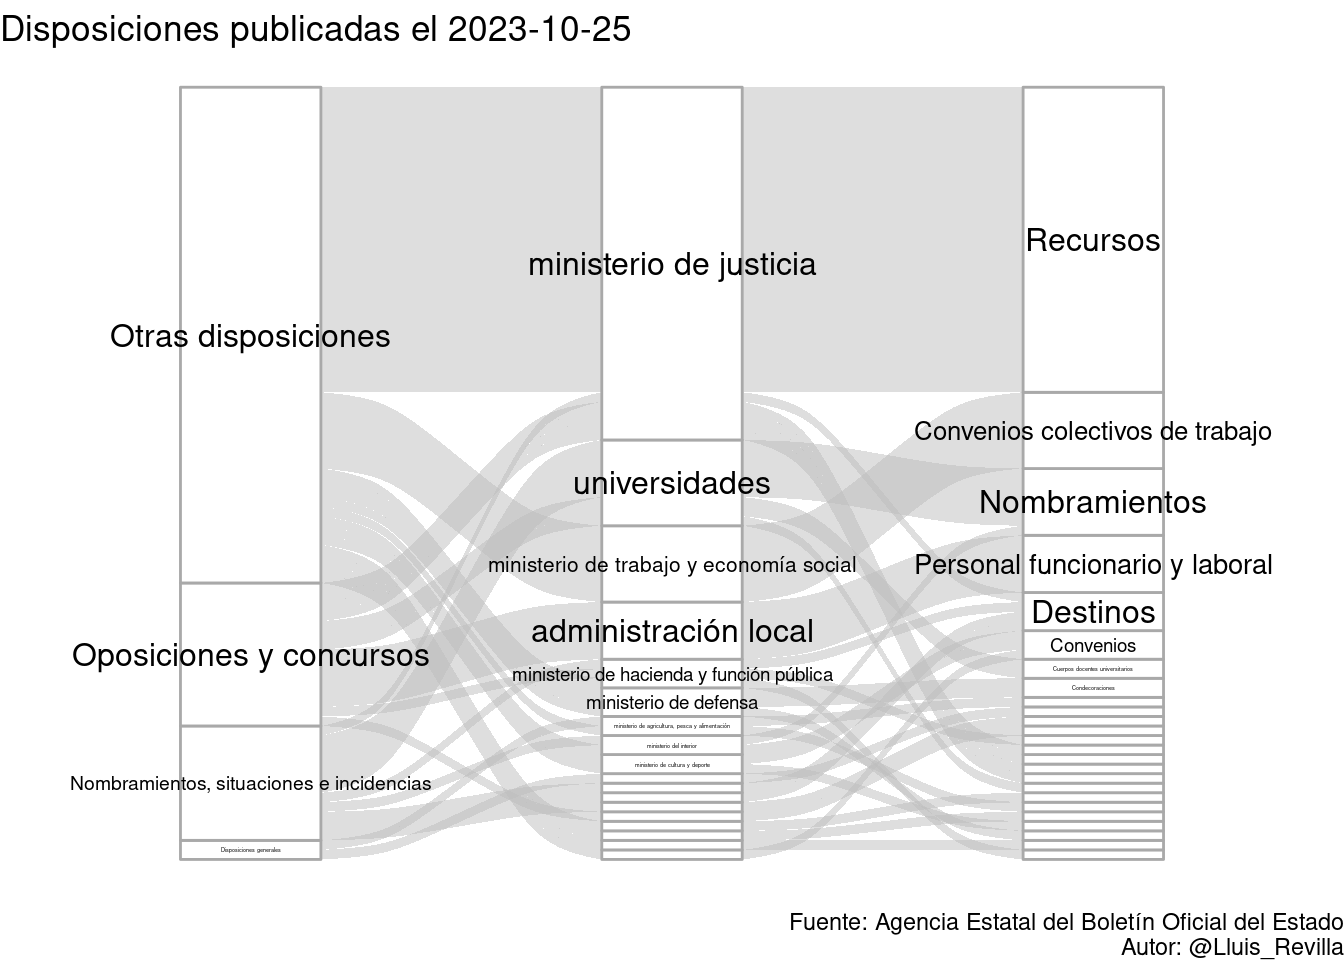 Disposiciones publicadas el 2023-10-25
Otras disposiciones
Oposiciones y concursos
Nombramientos, situaciones e incidencias
Disposiciones generales
ministerio de justicia
universidades
ministerio de trabajo y economía social
administración local
ministerio de hacienda y función pública
ministerio de defensa
ministerio de agricultura, pesca y alimentación
ministerio del interior
ministerio de cultura y deporte
Recursos
Convenios colectivos de trabajo
Nombramientos
Personal funcionario y laboral
Destinos
Convenios
Cuerpos docentes universitarios
Condecoraciones
Fuente: Agencia Estatal del Boletín Oficial del Estado
Autor: @Lluis_Revilla